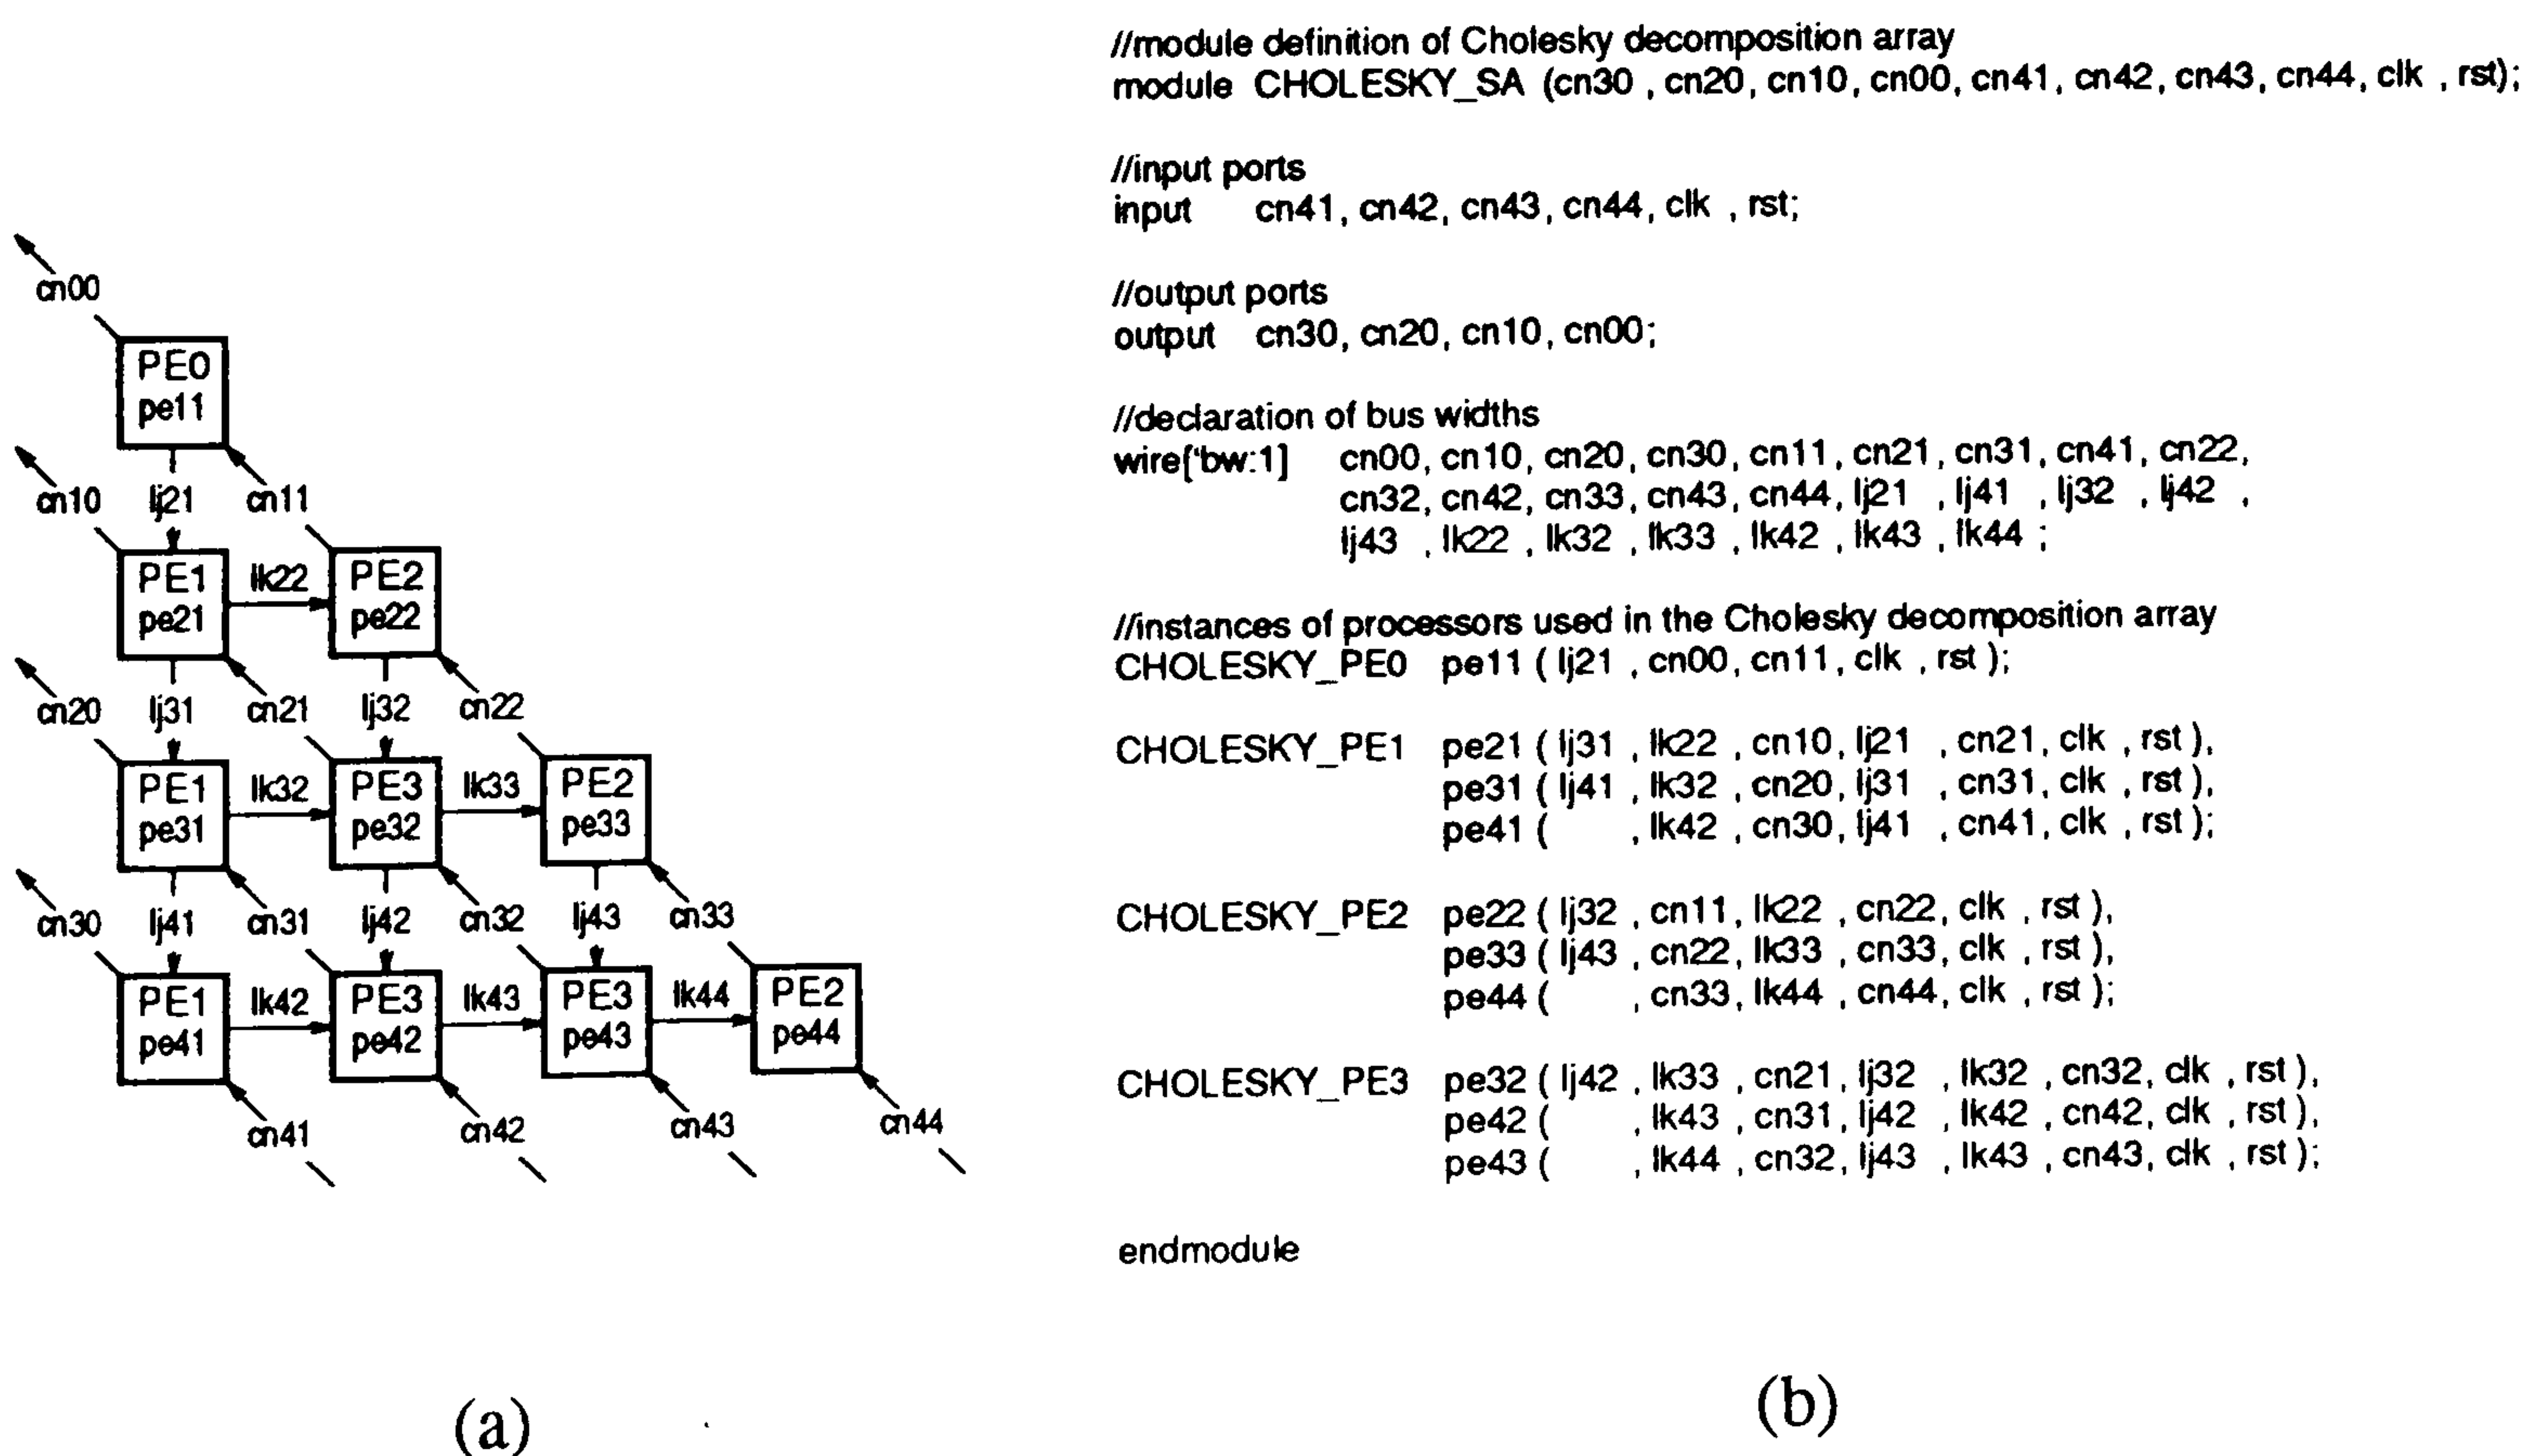 cn00
PE0
pe11
cn10 lj21 cn11
PE1 lk22 PE2
pe21 pe22
cn20 lj31 cn21 lj32 cn22
PE1 lk32 PE3 lk33 PE2
pe31 pe32 pe33
cn30 lj41 cn31 lj42 cn32 lj43 cn33
PE1 lk42 PE3 lk43 PE3 lk44 PE2
pe41 pe42 pe43 pe44
cn41 cn42 cn43 cn44
(a)
//module definition of Cholesky decomposition array
module CHOLESKY_SA (cn30 , cn20, cn10, cn00, cn41, cn42, cn43, cn44, clk , rst);
//input ports
input cn41, cn42, cn43, cn44, clk , rst;
//output ports
output cn30, cn20, cn10, cn00;
//declaration of bus widths
wire['bw:1] cn00, cn10, cn20, cn30, cn11, cn21, cn31, cn41, cn22,
cn32, cn42, cn33, cn43, cn44, lj21 , lj41 , lj32 , lj42 ,
lj43 , lk22 , lk32 , lk33 , lk42 , lk43 , lk44 ;
//instances of processors used in the Cholesky decomposition array
CHOLESKY_PE0 pe11 ( lj21 , cn00, cn11, clk , rst );
CHOLESKY_PE1 pe21 ( lj31 , lk22 , cn10, lj21 , cn21, clk , rst ),
pe31 ( lj41 , lk32 , cn20, lj31 , cn31, clk , rst ),
pe41 ( , lk42 , cn30, lj41 , cn41, clk , rst );
CHOLESKY_PE2 pe22 ( lj32 , cn11, lk22 , cn22, clk , rst ),
pe33 ( lj43 , cn22, lk33 , cn33, clk , rst ),
pe44 ( , cn33, lk44 , cn44, clk , rst );
CHOLESKY_PE3 pe32 ( lj42 , lk33 , cn21, lj32 , lk32 , cn32, clk , rst ),
pe42 ( , lk43 , cn31, lj42 , lk42 , cn42, clk , rst ),
pe43 ( , lk44 , cn32, lj43 , lk43 , cn43, clk , rst );
endmodule
(b)